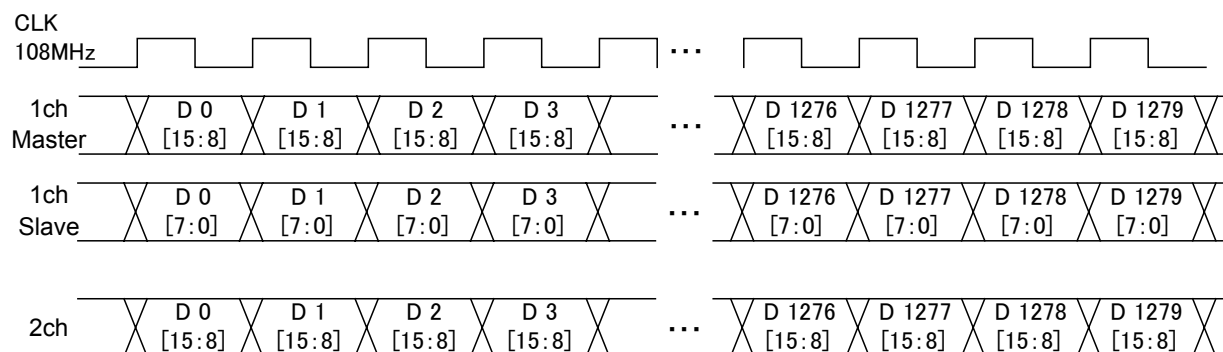 CLK
108MHz
...
1ch
Master
D 0 D 1 D 2 D 3 ... D 1276 D 1277 D 1278 D 1279
[15:8] [15:8] [15:8] [15:8] [15:8] [15:8] [15:8] [15:8]
1ch
Slave
D 0 D 1 D 2 D 3 ... D 1276 D 1277 D 1278 D 1279
[7:0] [7:0] [7:0] [7:0] [7:0] [7:0] [7:0] [7:0]
2ch
D 0 D 1 D 2 D 3 ... D 1276 D 1277 D 1278 D 1279
[15:8] [15:8] [15:8] [15:8] [15:8] [15:8] [15:8] [15:8]